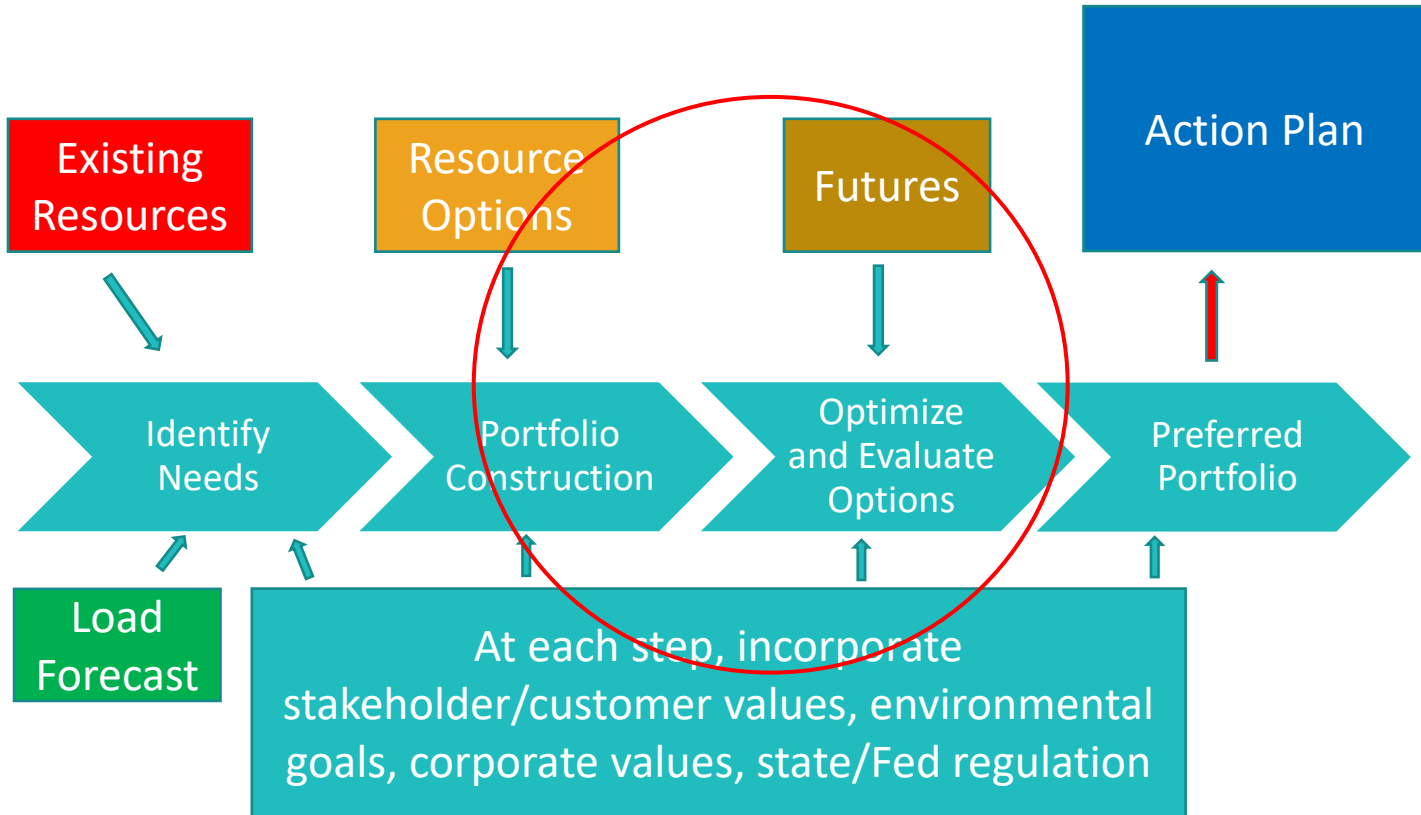 Existing
Resources
Resource
Options
Futures
Action Plan
Identify
Needs
Portfolio
Construction
Optimize
and Evaluate
Options
Preferred
Portfolio
Load
Forecast
At each step, incorporate
stakeholder/customer values, environmental
goals, corporate values, state/Fed regulation